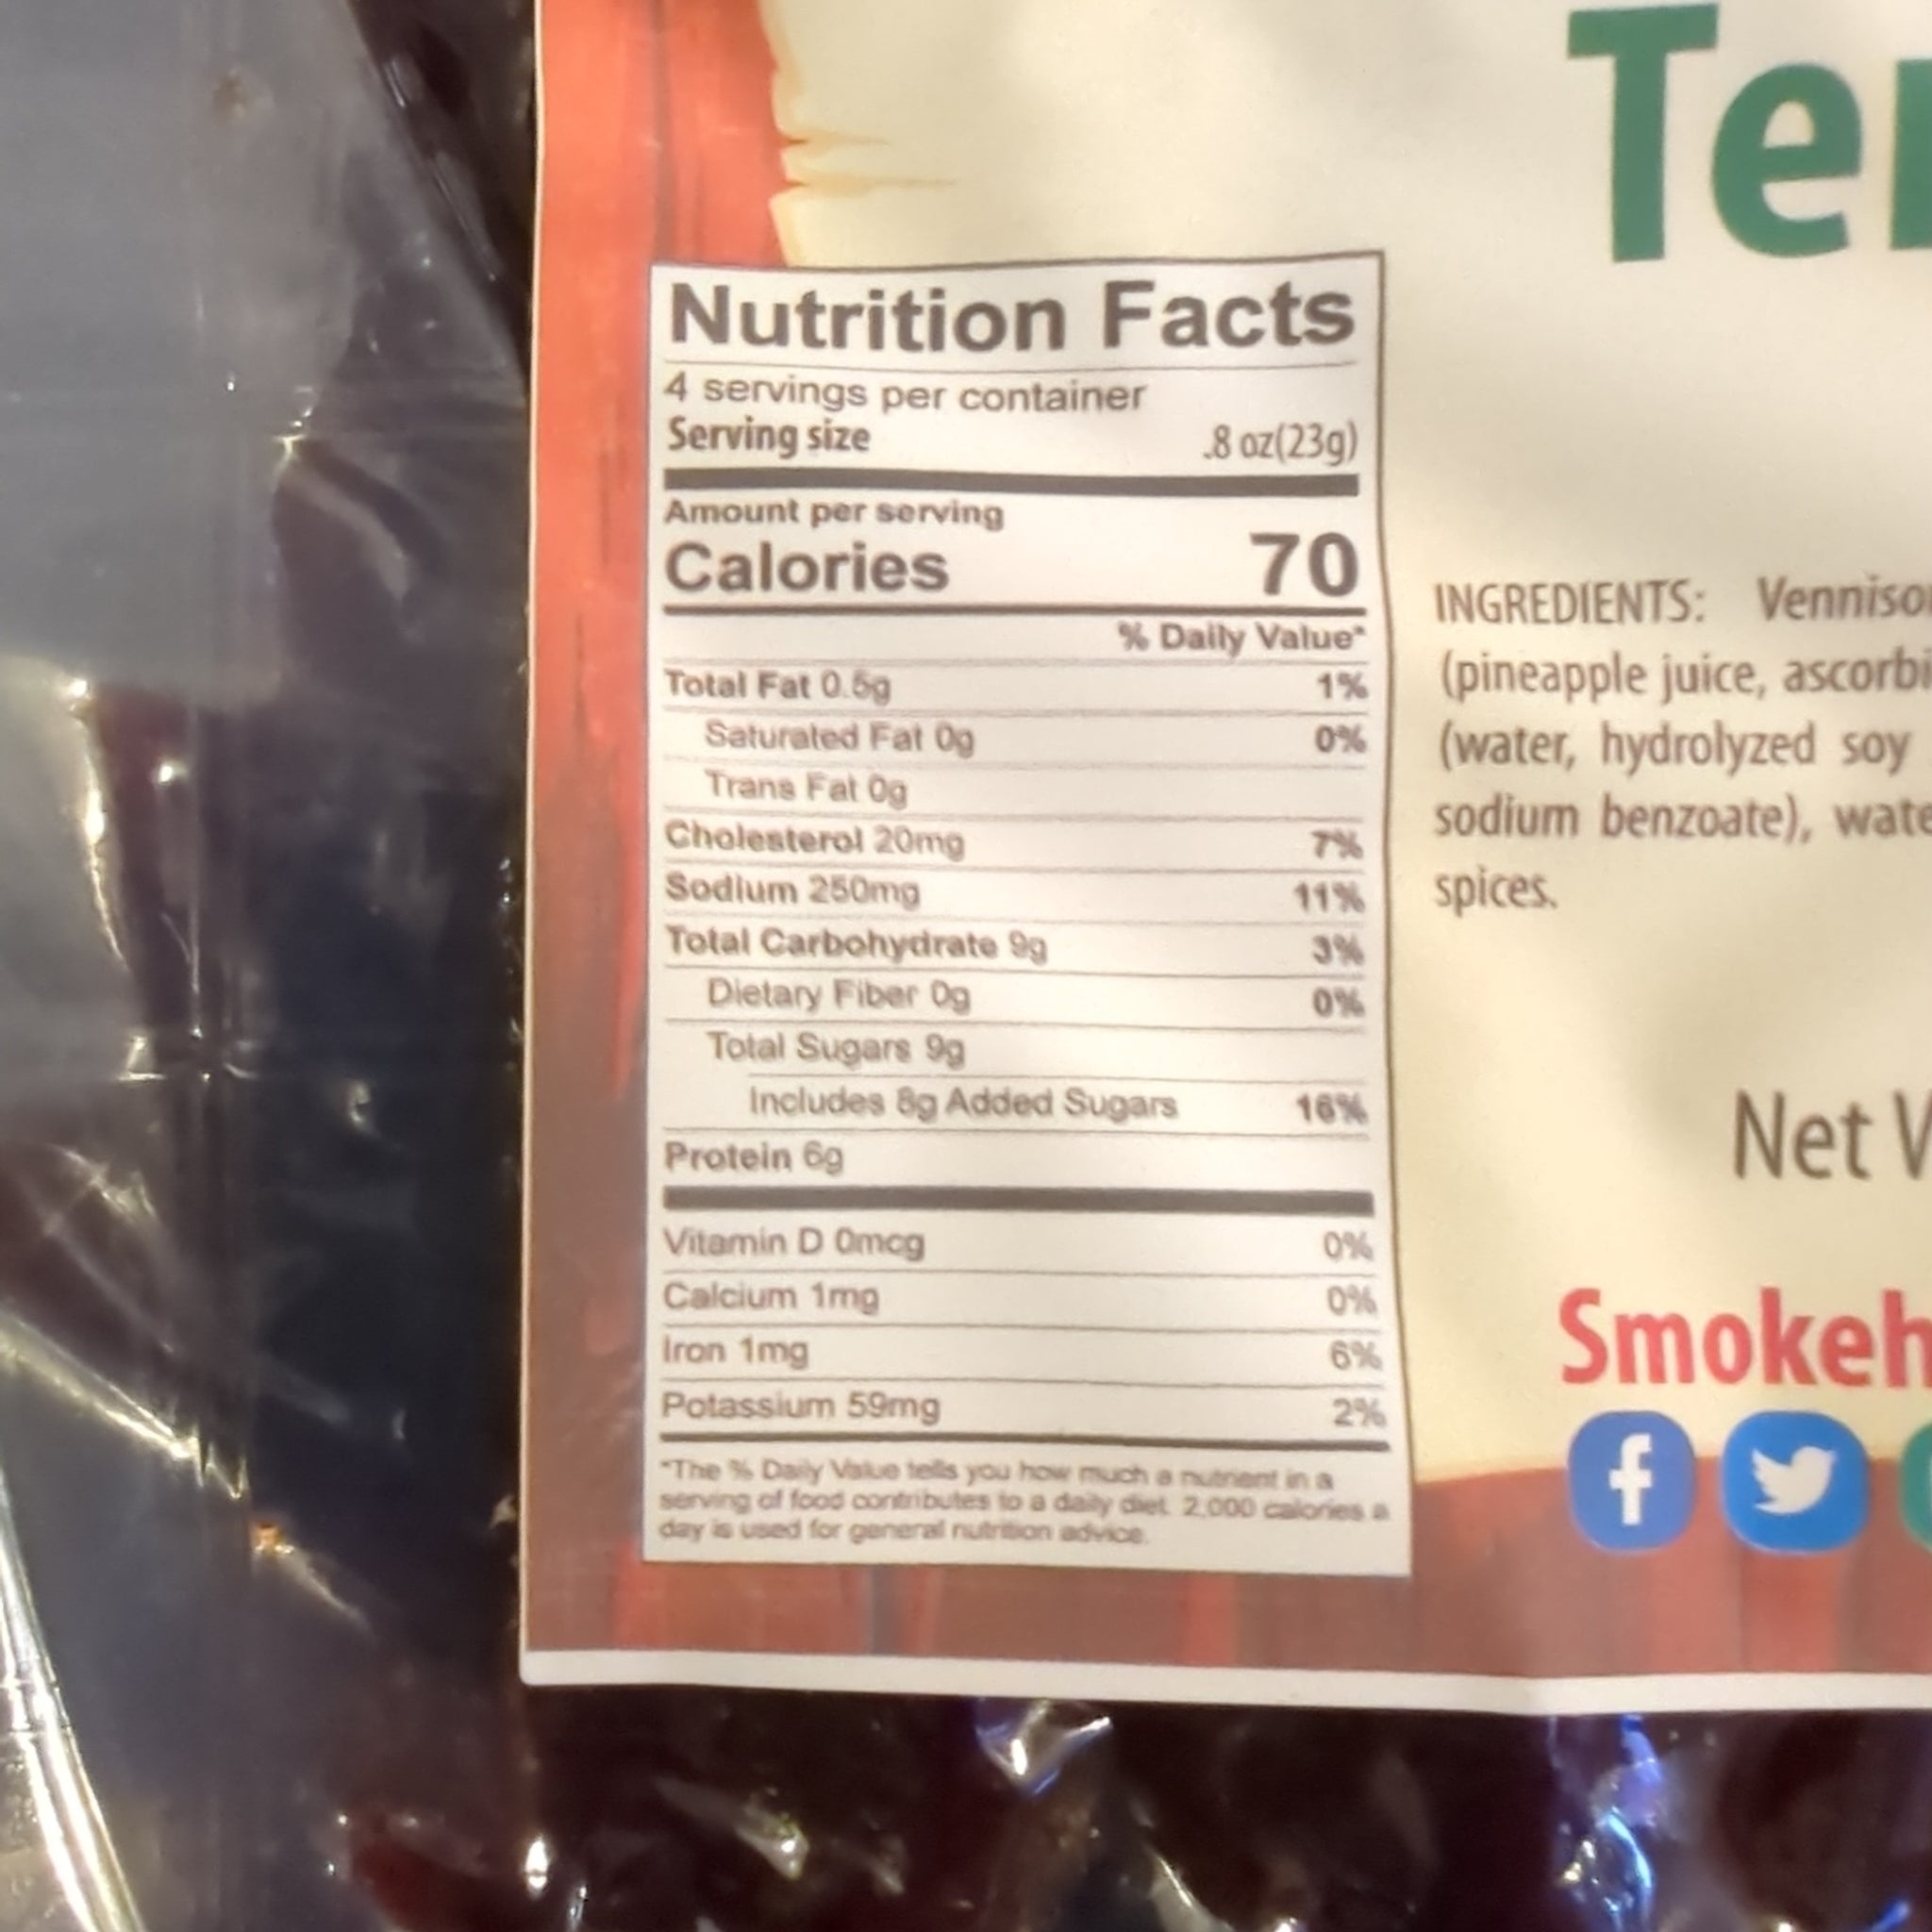 Ter
Nutrition Facts
4 servings per container
Serving size .8 oz(23g)
Amount per serving
Calories 70
% Daily Value*
Total Fat 0.5g 1%
Saturated Fat 0g 0%
Trans Fat 0g
Cholesterol 20mg 7%
Sodium 250mg 11%
Total Carbohydrate 9g 3%
Dietary Fiber 0g 0%
Total Sugars 9g
Includes 8g Added Sugars 16%
Protein 6g
Vitamin D 0mcg 0%
Calcium 1mg 0%
Iron 1mg 6%
Potassium 59mg 2%
*The % Daily Value tells you how much a nutrient in a
serving of food contributes to a daily diet. 2,000 calories a
day is used for general nutrition advice.
INGREDIENTS: Venniso
(pineapple juice, ascorbi
(water, hydrolyzed soy
sodium benzoate), wate
spices.
Net
Smokeh